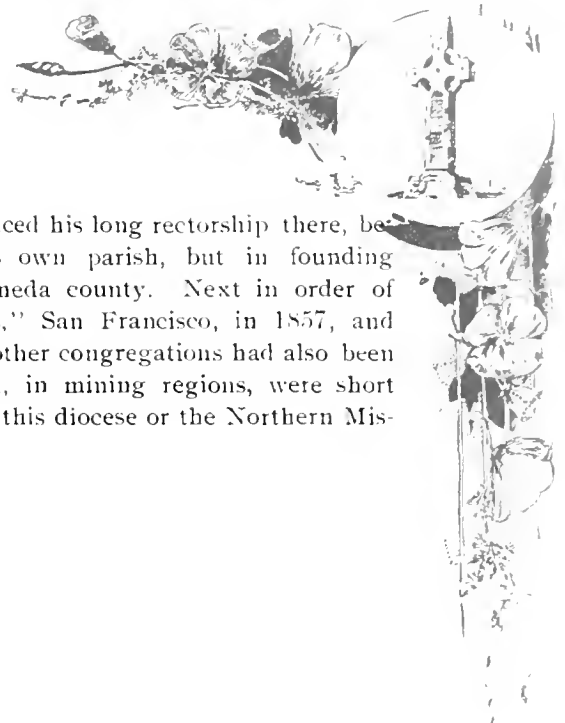 ced his long rectorship there, be-
own parish, but in founding
neda county. Next in order of
," San Francisco, in 1857, and
other congregations had also been
, in mining regions, were short
this diocese or the Northern Mis-